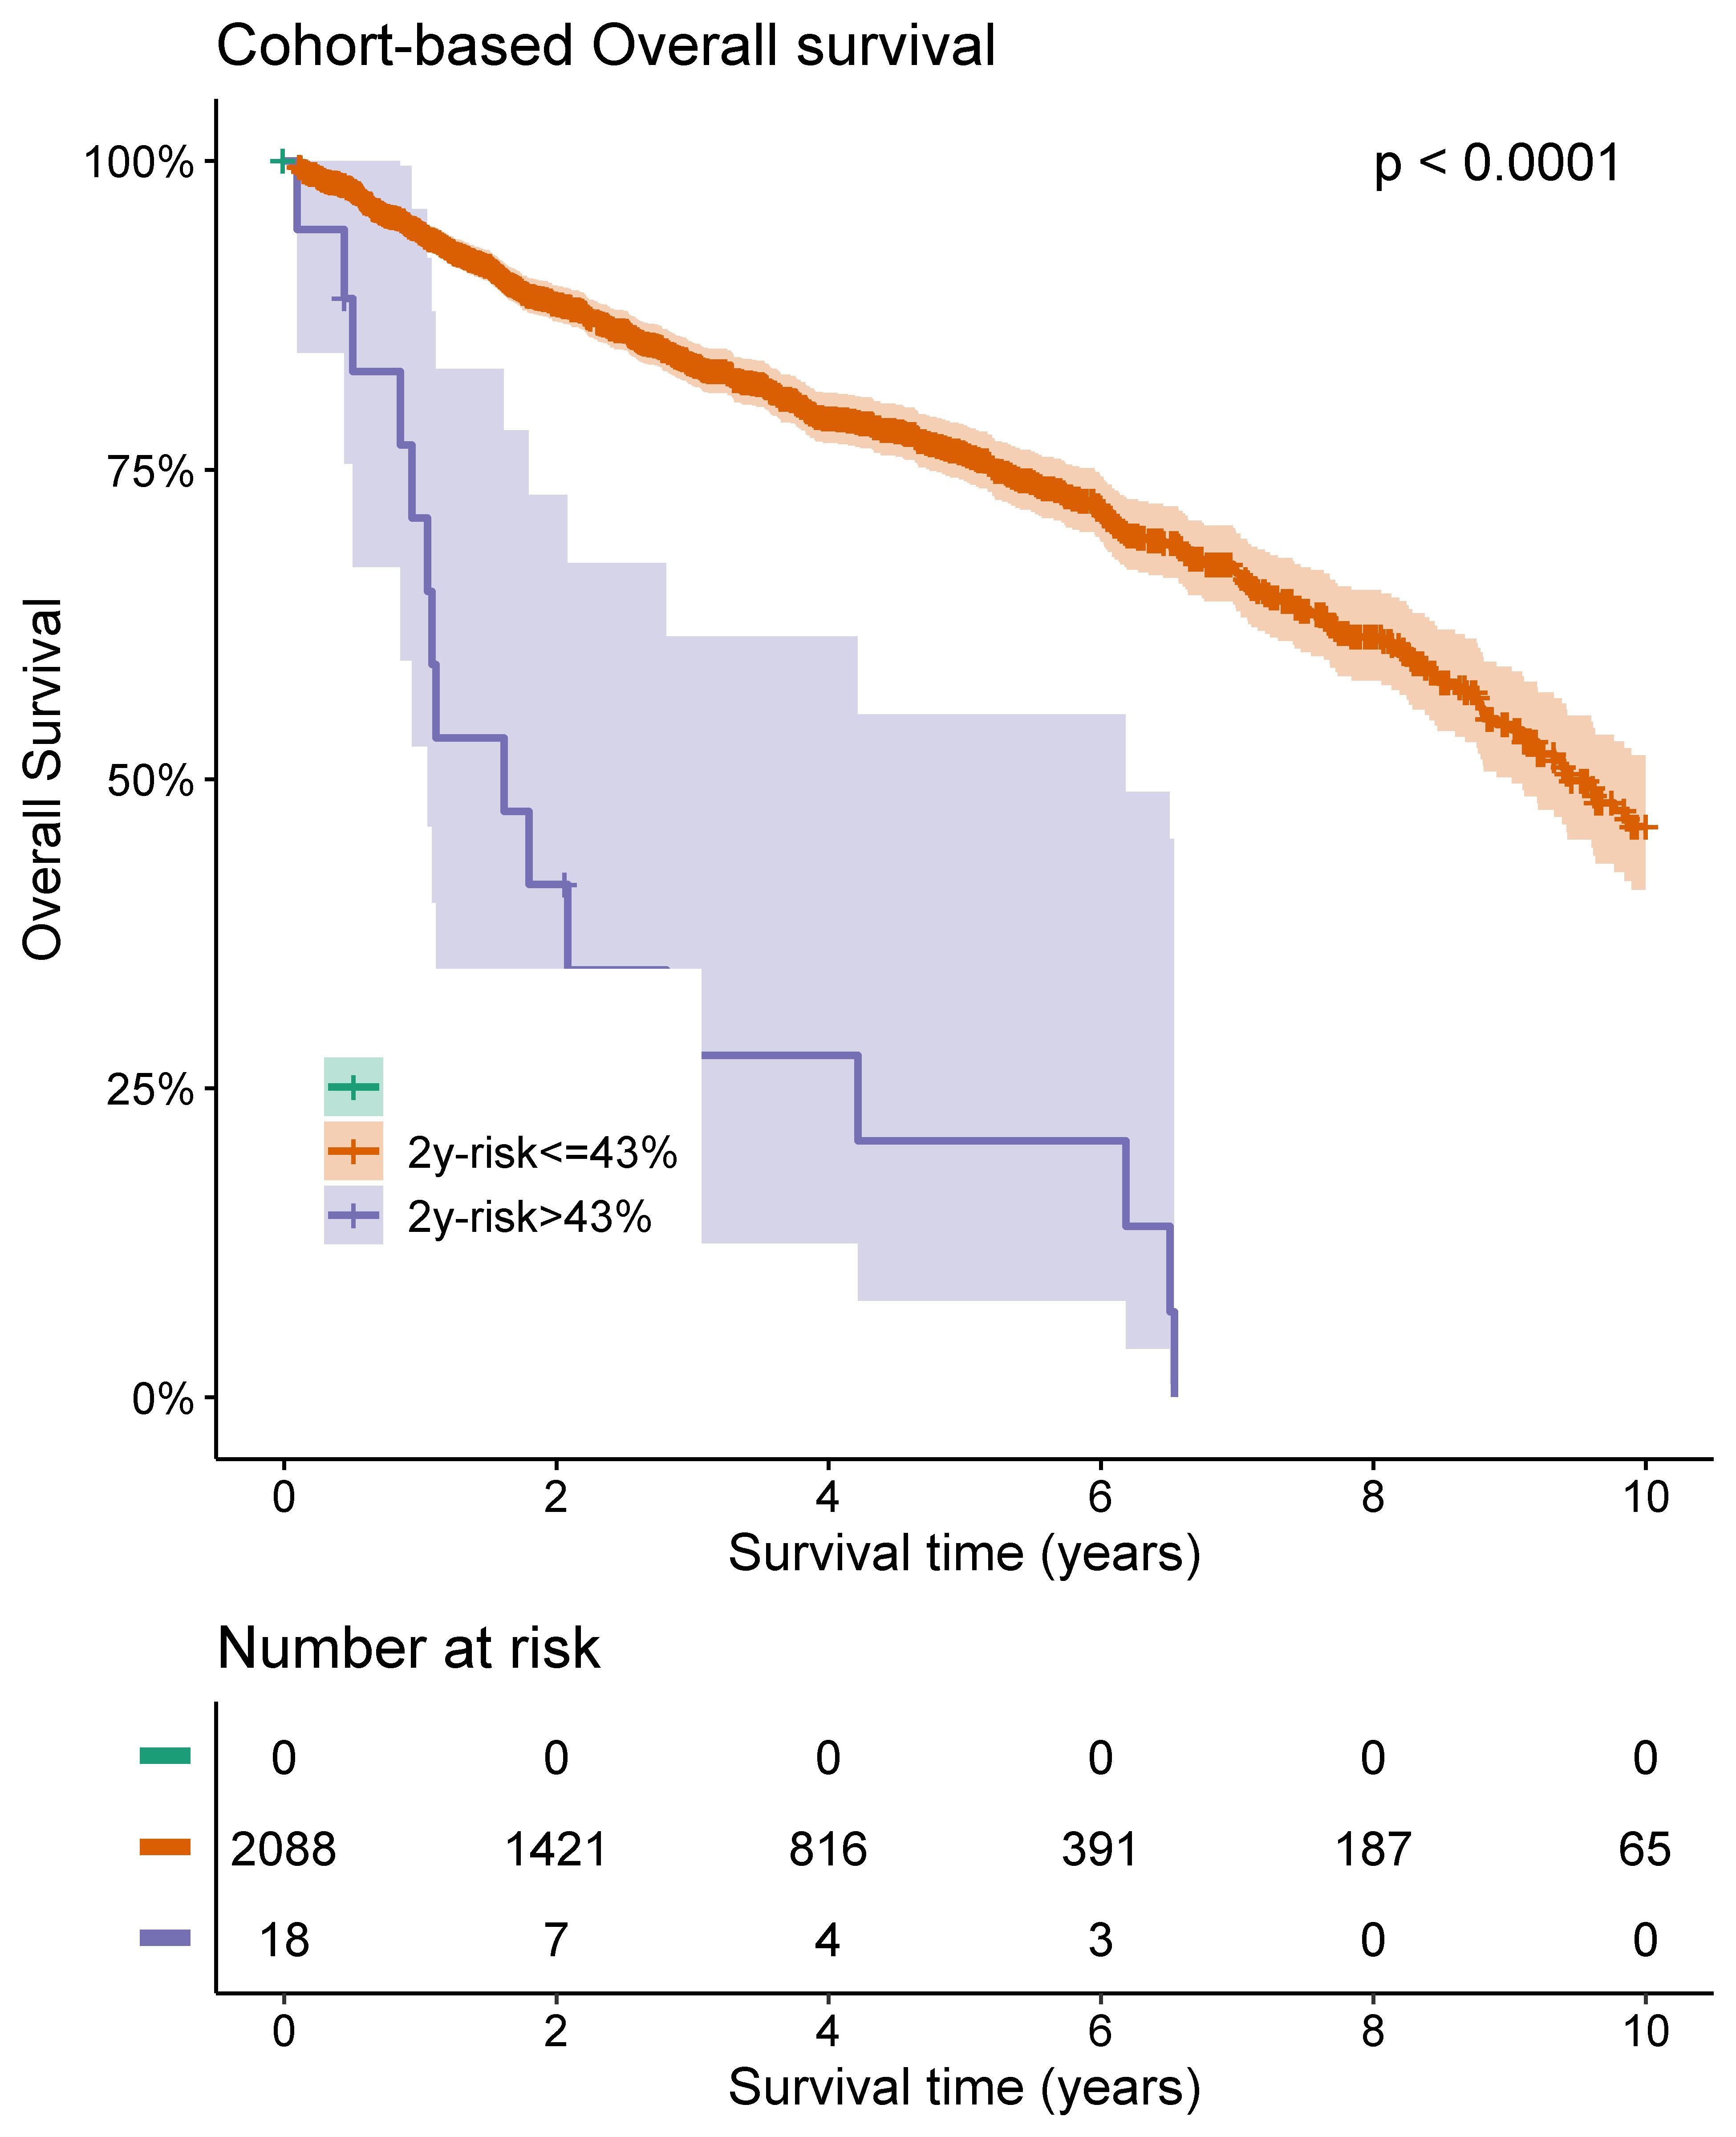 Cohort-based Overall survival
p < 0.0001
100%
75%
50%
25%
0%
Overall Survival
2y-risk<=43%
2y-risk>43%
0 2 4 6 8 10
Survival time (years)
Number at risk
0 0 0 0 0 0
2088 1421 816 391 187 65
18 7 4 3 0 0
0 2 4 6 8 10
Survival time (years)